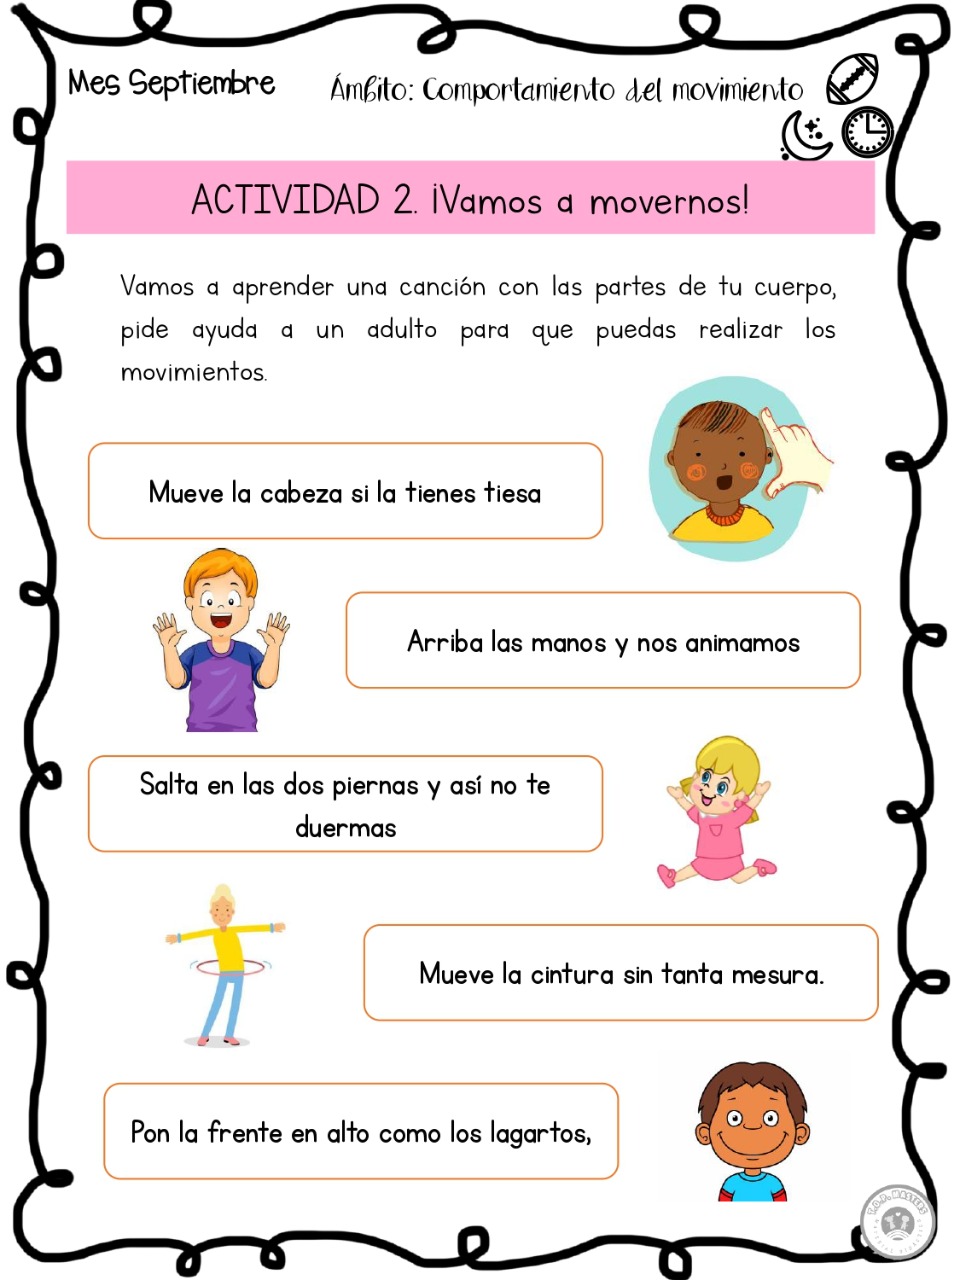 Mes Septiembre
Ámbito: Comportamiento del movimiento
ACTIVIDAD 2. ¡Vamos a movernos!
Vamos a aprender una canción con las partes de tu cuerpo,
pide ayuda a un adulto para que puedas realizar los
movimientos.
Mueve la cabeza si la tienes tiesa
Arriba las manos y nos animamos
Salta en las dos piernas y así no te
duermas
Mueve la cintura sin tanta mesura.
Pon la frente en alto como los lagartos,